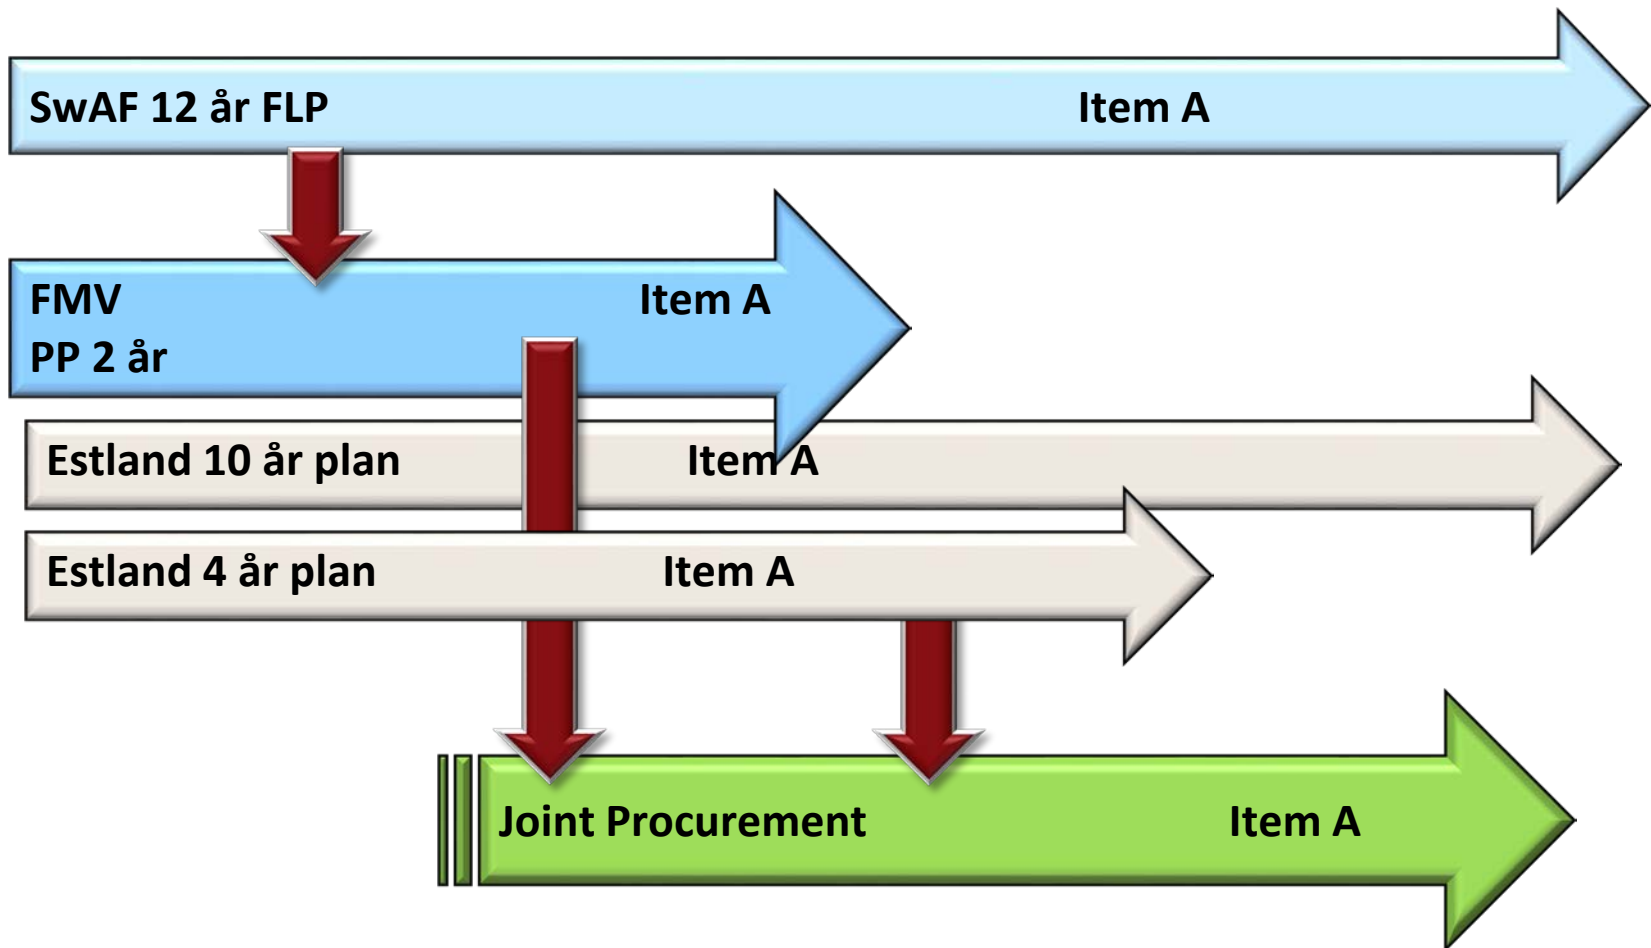 SwAF 12 år FLP Item A
FMV Item A
PP 2 år
Estland 10 år plan Item A
Estland 4 år plan Item A
Joint Procurement Item A